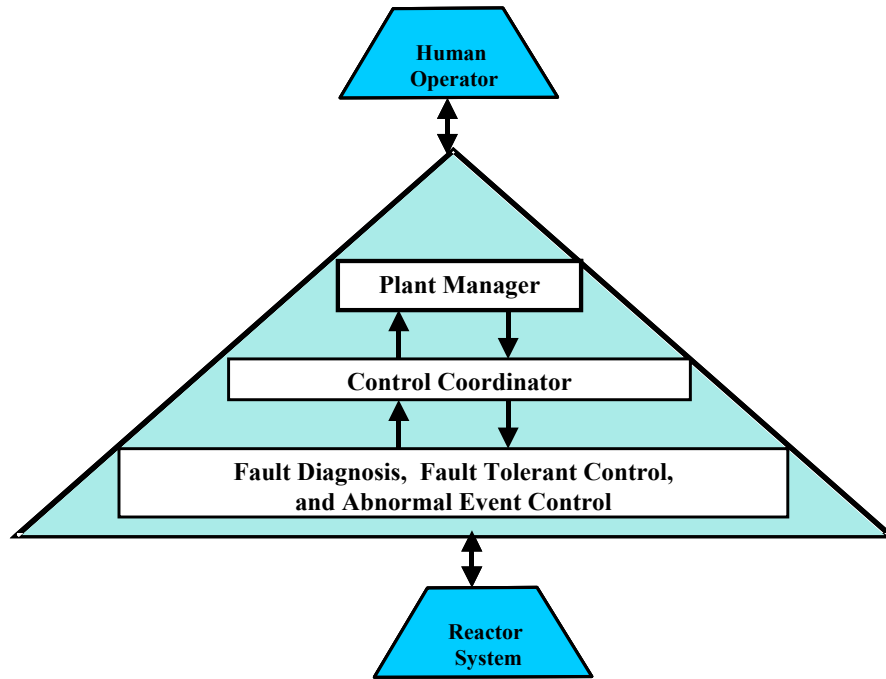 Human
Operator
Plant Manager
Control Coordinator
Fault Diagnosis, Fault Tolerant Control,
and Abnormal Event Control
Reactor
System